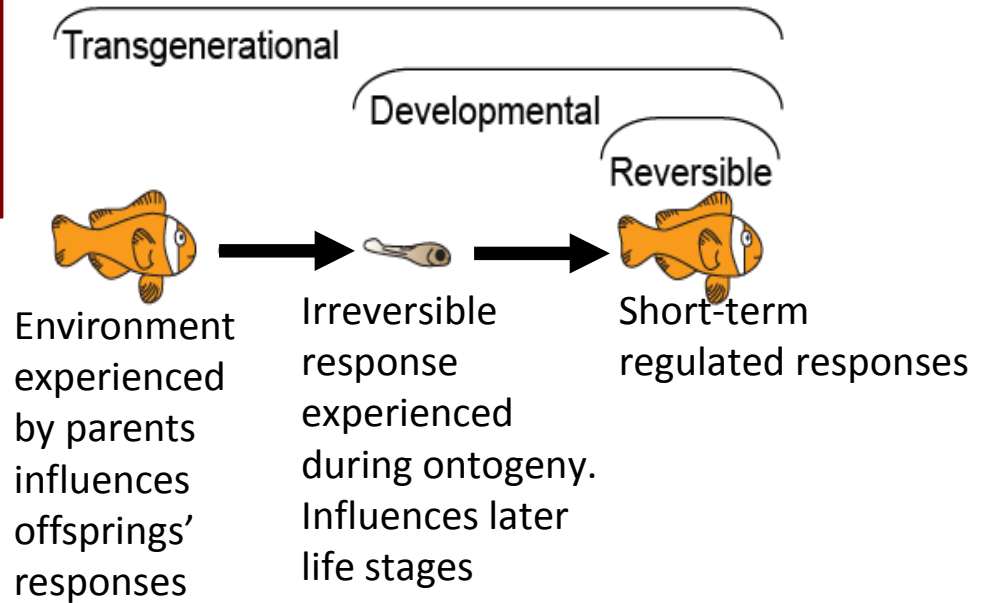 Transgenerational
Developmental
Reversible
Environment
experienced
by parents
influences
offsprings’
responses
Irreversible
response
experienced
during ontogeny.
Influences later
life stages
Short-term
regulated responses